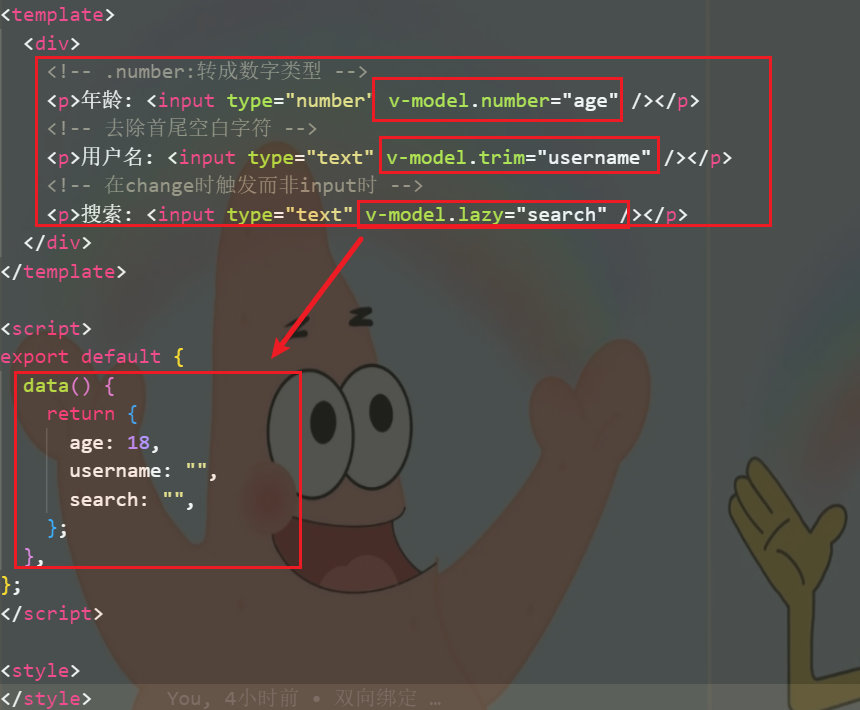 <template>
<div>
<!-- .number:转成数字类型 -->
<p>年龄: <input type="number" v-model.number="age" /></p>
<!-- 去除首尾空白字符 -->
<p>用户名: <input type="text" v-model.trim="username" /></p>
<!-- 在change时触发而非input时 -->
<p>搜索: <input type="text" v-model.lazy="search" /></p>
</div>
</template>
<script>
export default {
data() {
return {
age: 18,
username: "",
search: "",
};
},
};
</script>
<style>
</style> You, 4小时前 • 双向绑定 …